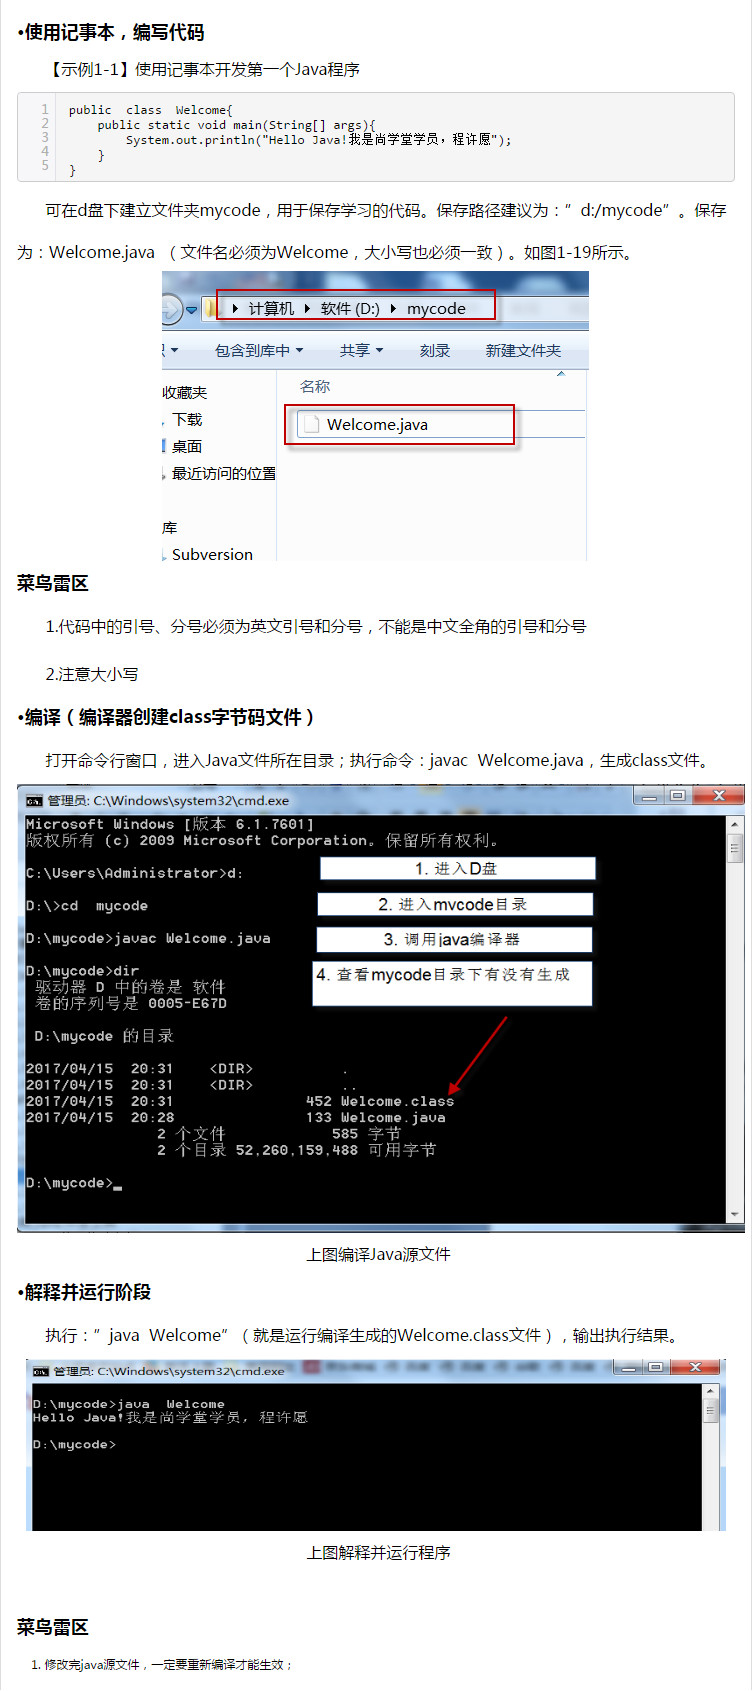 •使用记事本，编写代码
【示例1-1】使用记事本开发第一个Java程序
1 public  class  Welcome{
2     public static void main(String[] args){
3         System.out.println("Hello Java!我是尚学堂学员，程许愿");
4     }
5 }
可在d盘下建立文件夹mycode，用于保存学习的代码。保存路径建议为：”d:/mycode”。保存
为：Welcome.java （文件名必须为Welcome，大小写也必须一致）。如图1-19所示。
计算机 软件 (D:) mycode
包含到库中 共享 刻录 新建文件夹
收藏夹 名称
下载 Welcome.java
桌面
最近访问的位置
库
Subversion
菜鸟雷区
1.代码中的引号、分号必须为英文引号和分号，不能是中文全角的引号和分号
2.注意大小写
•编译（编译器创建class字节码文件）
打开命令行窗口，进入Java文件所在目录；执行命令：javac  Welcome.java，生成class文件。
管理员: C:\Windows\system32\cmd.exe
Microsoft Windows [版本 6.1.7601]
版权所有 (c) 2009 Microsoft Corporation。保留所有权利。
C:\Users\Administrator>d: 1. 进入D盘
D:\>cd  mycode 2. 进入mycode目录
D:\mycode>javac Welcome.java 3. 调用java编译器
D:\mycode>dir 4. 查看mycode目录下有没有生成
驱动器 D 中的卷是 软件
卷的序列号是 0005-E67D
D:\mycode 的目录
2017/04/15  20:31    <DIR>          .
2017/04/15  20:31    <DIR>          ..
2017/04/15  20:31               452 Welcome.class
2017/04/15  20:28               133 Welcome.java
2 个文件            585 字节
2 个目录 52,260,159,488 可用字节
D:\mycode>_
上图编译Java源文件
•解释并运行阶段
执行：”java  Welcome”（就是运行编译生成的Welcome.class文件），输出执行结果。
管理员: C:\Windows\system32\cmd.exe
D:\mycode>java  Welcome
Hello Java!我是尚学堂学员，程许愿
D:\mycode>
上图解释并运行程序
菜鸟雷区
1. 修改完java源文件，一定要重新编译才能生效；